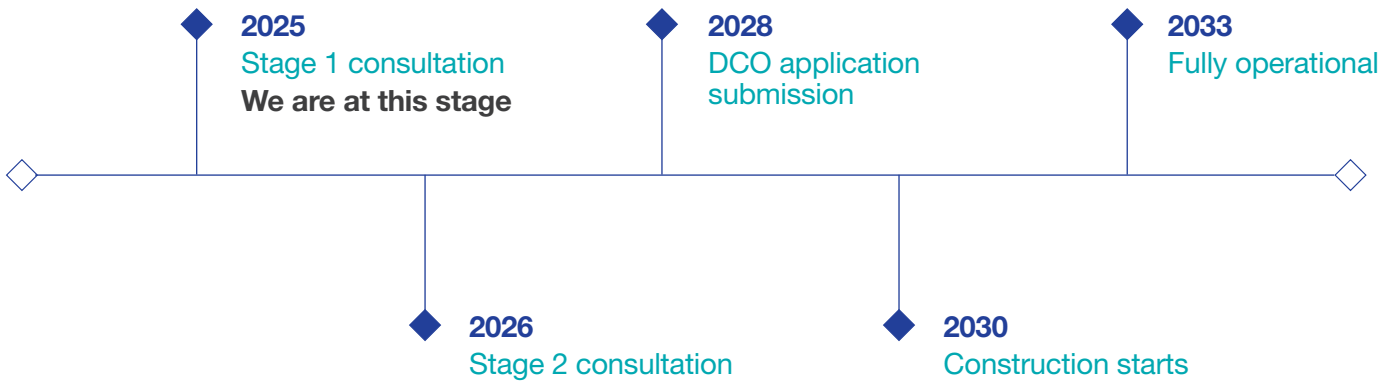 2025
Stage 1 consultation
We are at this stage
2026
Stage 2 consultation
2028
DCO application
submission
2030
Construction starts
2033
Fully operational